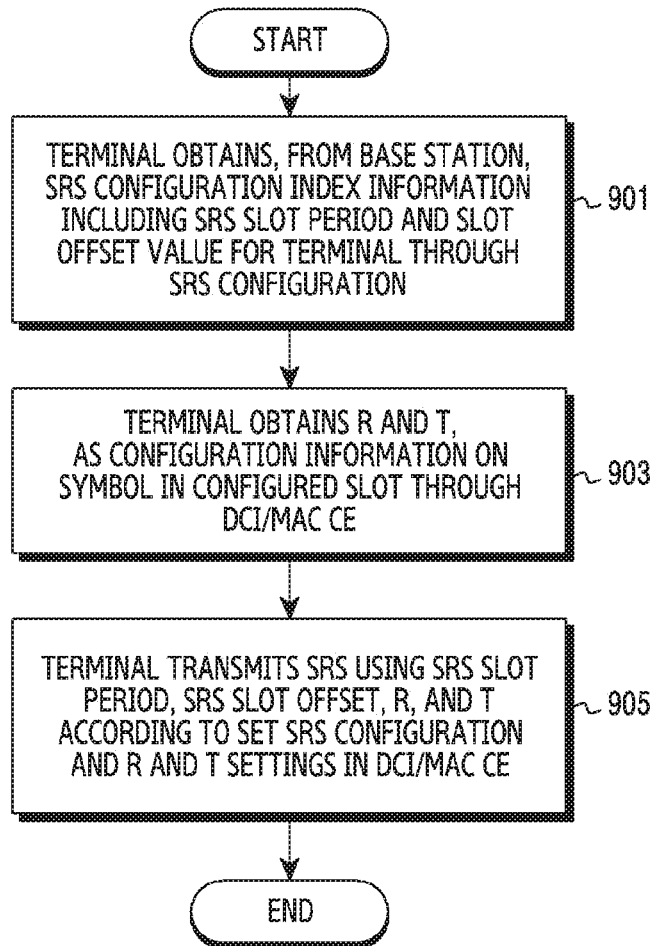 START
TERMINAL OBTAINS, FROM BASE STATION,
SRS CONFIGURATION INDEX INFORMATION
INCLUDING SRS SLOT PERIOD AND SLOT
OFFSET VALUE FOR TERMINAL THROUGH
SRS CONFIGURATION
901
TERMINAL OBTAINS R AND T,
AS CONFIGURATION INFORMATION ON
SYMBOL IN CONFIGURED SLOT THROUGH
DCI/MAC CE
903
TERMINAL TRANSMITS SRS USING SRS SLOT
PERIOD, SRS SLOT OFFSET, R, AND T
ACCORDING TO SET SRS CONFIGURATION
AND R AND T SETTINGS IN DCI/MAC CE
905
END